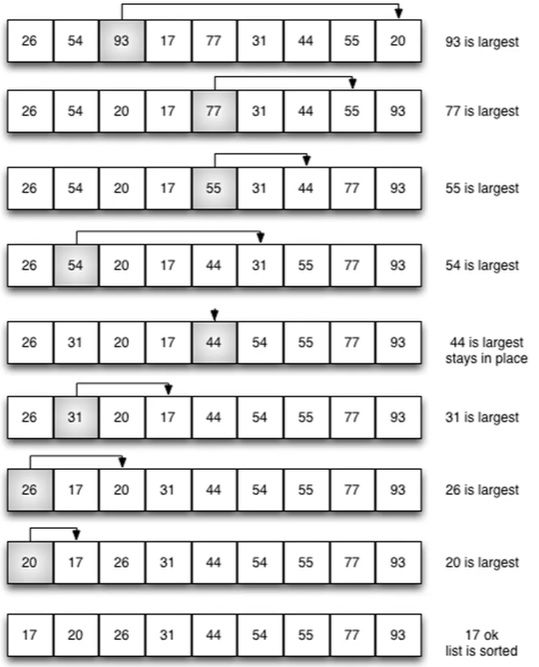 26 54 93 17 77 31 44 55 20 93 is largest
26 54 20 17 77 31 44 55 93 77 is largest
26 54 20 17 55 31 44 77 93 55 is largest
26 54 20 17 44 31 55 77 93 54 is largest
26 31 20 17 44 54 55 77 93 44 is largest
stays in place
26 31 20 17 44 54 55 77 93 31 is largest
26 17 20 31 44 54 55 77 93 26 is largest
20 17 26 31 44 54 55 77 93 20 is largest
17 20 26 31 44 54 55 77 93 17 ok
list is sorted